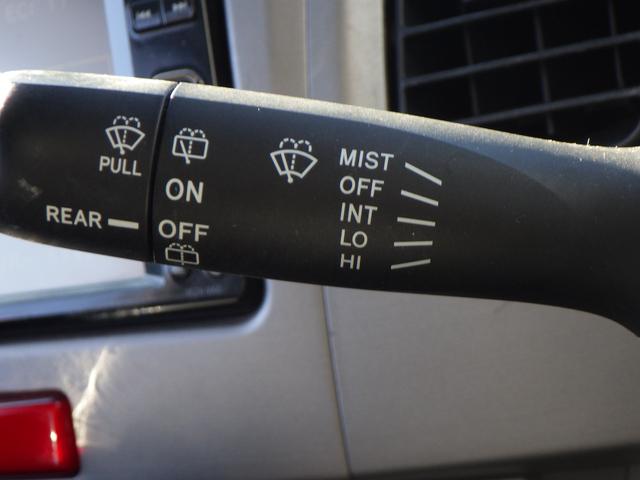 PULL
REAR
ON
OFF
MIST
OFF
INT
LO
HI